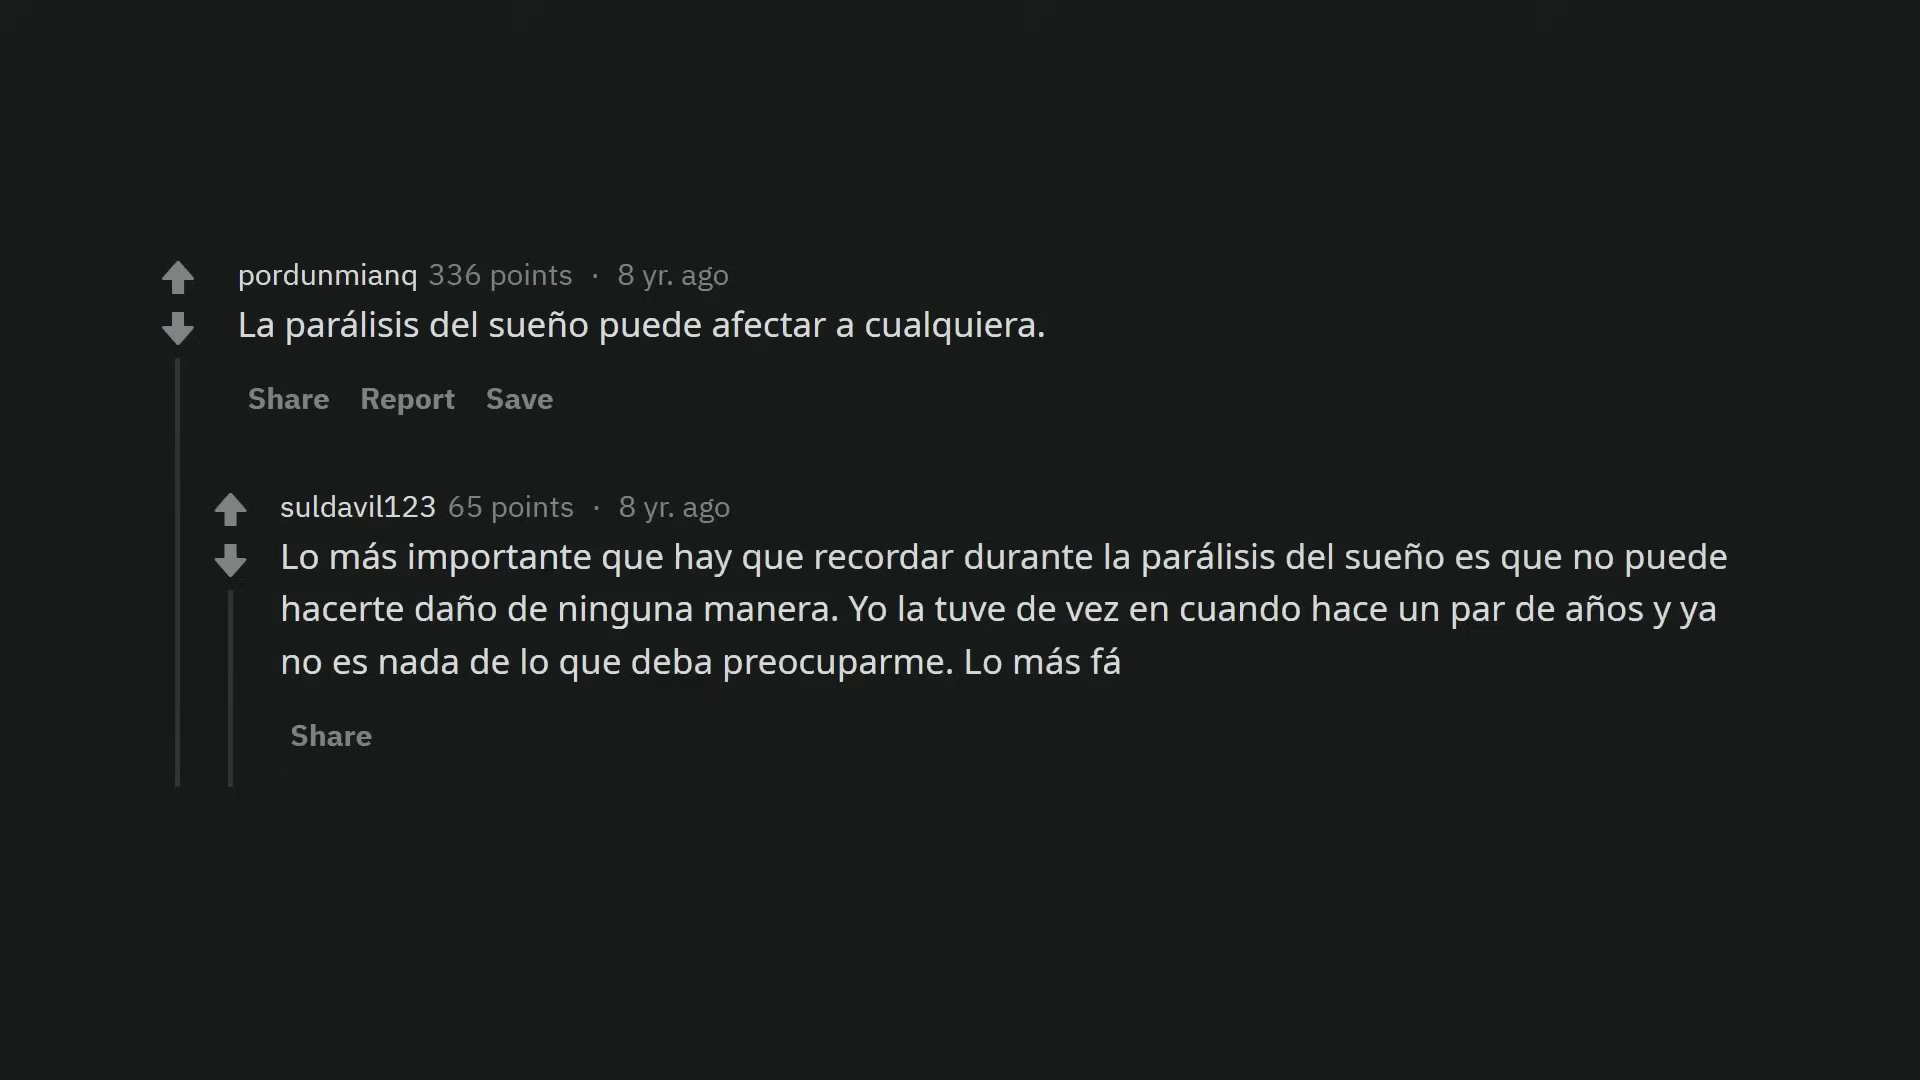 pordunmianq 336 points · 8 yr. ago
La parálisis del sueño puede afectar a cualquiera.
Share Report Save
suldavil123 65 points · 8 yr. ago
Lo más importante que hay que recordar durante la parálisis del sueño es que no puede
hacerte daño de ninguna manera. Yo la tuve de vez en cuando hace un par de años y ya
no es nada de lo que deba preocuparme. Lo más fá
Share